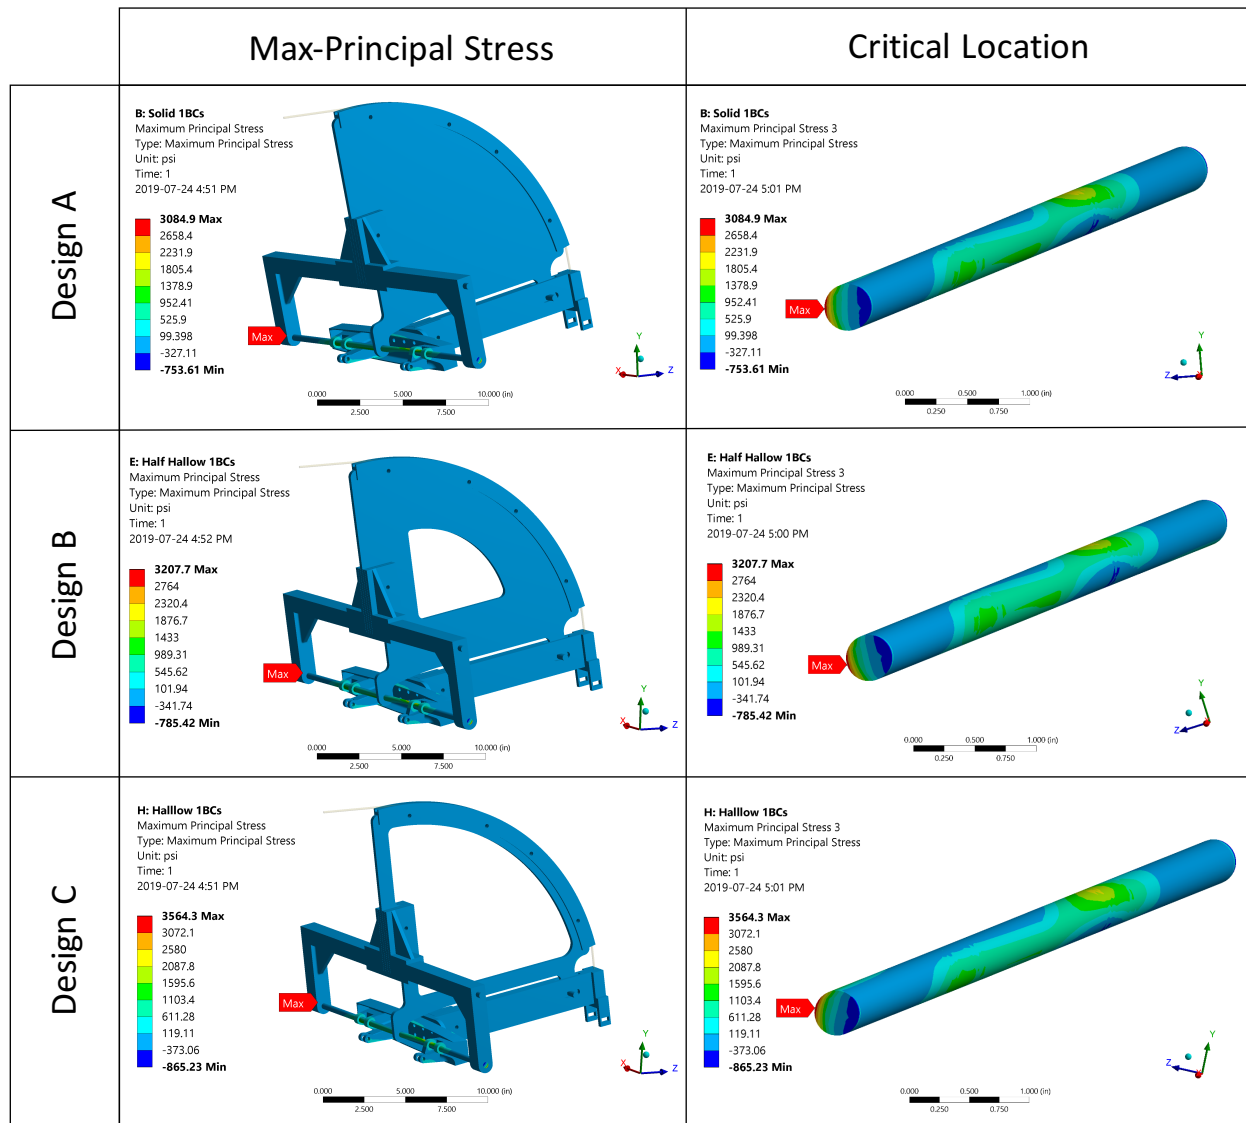 Max-Principal Stress
Critical Location
Design A
B: Solid 1BCs
Maximum Principal Stress
Type: Maximum Principal Stress
Unit: psi
Time: 1
2019-07-24 4:51 PM
3084.9 Max
2658.4
2231.9
1805.4
1378.9
952.41
525.9
99.398
-327.11
-753.61 Min
Max
0.000 5.000 10.000 (in)
2.500 7.500
Y
X Z
B: Solid 1BCs
Maximum Principal Stress 3
Type: Maximum Principal Stress
Unit: psi
Time: 1
2019-07-24 5:01 PM
3084.9 Max
2658.4
2231.9
1805.4
1378.9
952.41
525.9
99.398
-327.11
-753.61 Min
Max
0.000 0.500 1.000 (in)
0.250 0.750
Y
Z X
Design B
E: Half Hallow 1BCs
Maximum Principal Stress
Type: Maximum Principal Stress
Unit: psi
Time: 1
2019-07-24 4:52 PM
3207.7 Max
2764
2320.4
1876.7
1433
989.31
545.62
101.94
-341.74
-785.42 Min
Max
0.000 5.000 10.000 (in)
2.500 7.500
Y
X Z
E: Half Hallow 1BCs
Maximum Principal Stress 3
Type: Maximum Principal Stress
Unit: psi
Time: 1
2019-07-24 5:00 PM
3207.7 Max
2764
2320.4
1876.7
1433
989.31
545.62
101.94
-341.74
-785.42 Min
Max
0.000 0.500 1.000 (in)
0.250 0.750
Y
Z
Design C
H: Halllow 1BCs
Maximum Principal Stress
Type: Maximum Principal Stress
Unit: psi
Time: 1
2019-07-24 4:51 PM
3564.3 Max
3072.1
2580
2087.8
1595.6
1103.4
611.28
119.11
-373.06
-865.23 Min
Max
0.000 5.000 10.000 (in)
2.500 7.500
Y
X Z
H: Halllow 1BCs
Maximum Principal Stress 3
Type: Maximum Principal Stress
Unit: psi
Time: 1
2019-07-24 5:01 PM
3564.3 Max
3072.1
2580
2087.8
1595.6
1103.4
611.28
119.11
-373.06
-865.23 Min
Max
0.000 0.500 1.000 (in)
0.250 0.750
Y
Z X